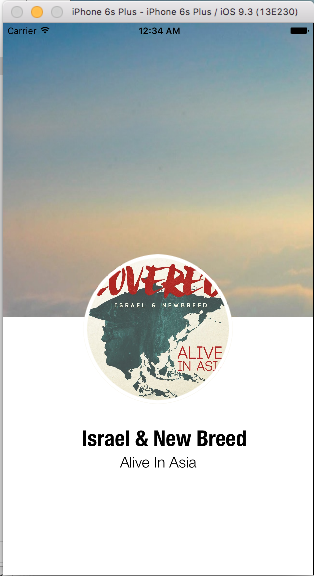 iPhone 6s Plus - iPhone 6s Plus / iOS 9.3 (13E230)
Carrier 12:34 AM
COVERED
ISRAEL & NEWBREED
ALIVE
IN ASI
Israel & New Breed
Alive In Asia